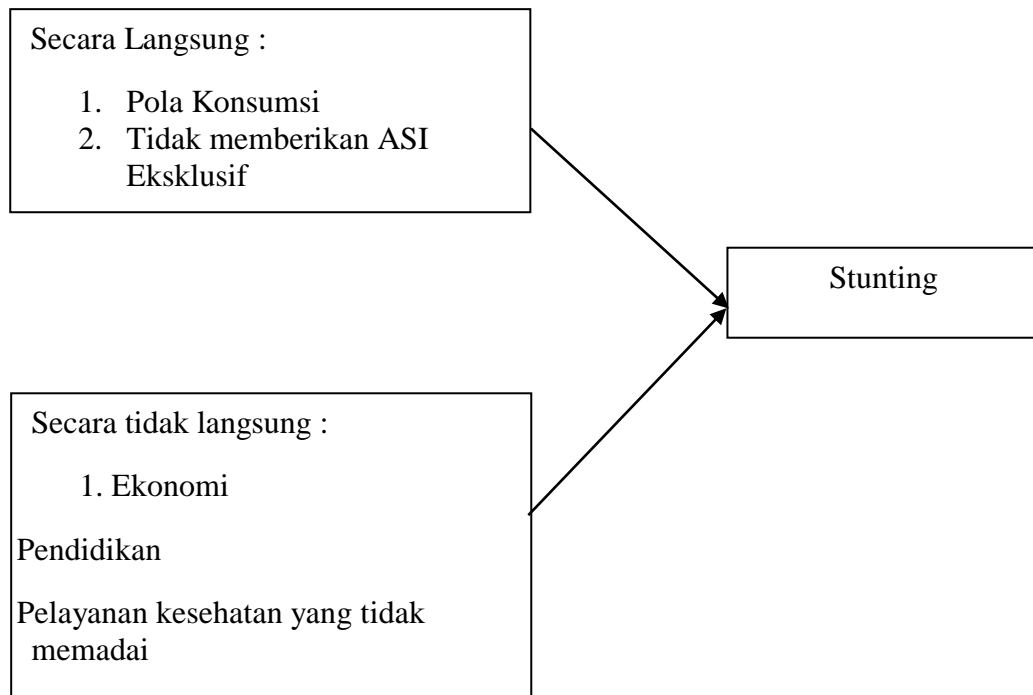 Secara Langsung :
1. Pola Konsumsi
2. Tidak memberikan ASI
Eksklusif
Stunting
Secara tidak langsung :
1. Ekonomi
Pendidikan
Pelayanan kesehatan yang tidak
memadai